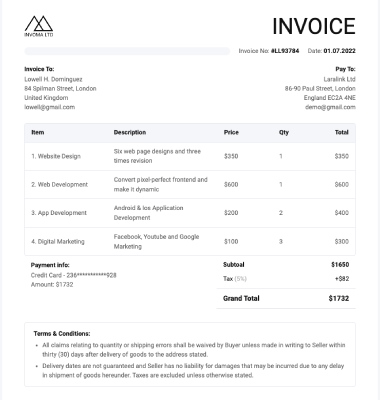 INVOICE
INVOMA LTD
Invoice No: #LL93784 Date: 01.07.2022
Invoice To:
Lowell H. Dominguez
84 Spilman Street, London
United Kingdom
lowell@gmail.com
Pay To:
Laralink Ltd
86-90 Paul Street, London
England EC2A 4NE
demo@gmail.com
Item Description Price Qty Total
1. Website Design Six web page designs and three $350 1 $350
times revision
2. Web Development Convert pixel-perfect frontend and $600 1 $600
make it dynamic
3. App Development Android & Ios Application $200 2 $400
Development
4. Digital Marketing Facebook, Youtube and Google $100 3 $300
Marketing
Payment info:
Credit Card - 236***********928
Amount: $1732
Subtoal $1650
Tax (5%) +$82
Grand Total $1732
Terms & Conditions:
• All claims relating to quantity or shipping errors shall be waived by Buyer unless made in writing to Seller within
thirty (30) days after delivery of goods to the address stated.
• Delivery dates are not guaranteed and Seller has no liability for damages that may be incurred due to any delay
in shipment of goods hereunder. Taxes are excluded unless otherwise stated.